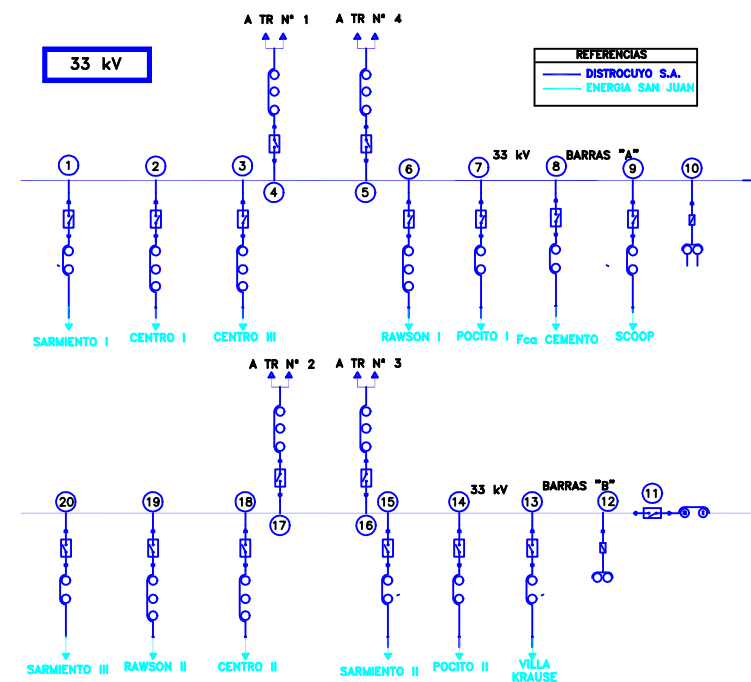 A TR Nº 1
A TR Nº 4
33 kV
REFERENCIAS
DISTROCUYO S.A.
ENERGIA SAN JUAN
33 kV
BARRAS "A"
1
2
3
4
5
6
7
8
9
10
SARMIENTO I
CENTRO I
CENTRO III
RAWSON I
POCITO I
Fca CEMENTO
SCOOP
A TR Nº 2
A TR Nº 3
33 kV
BARRAS "B"
20
19
18
17
16
15
14
13
12
11
SARMIENTO III
RAWSON II
CENTRO II
SARMIENTO II
POCITO II
VILLA
KRAUSE